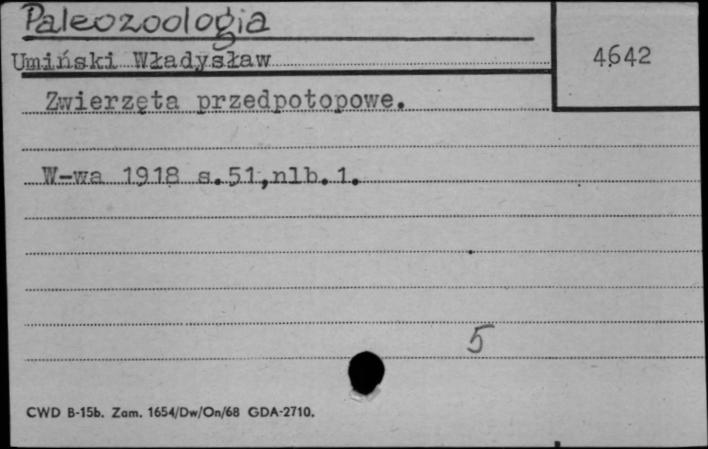 Paleozoologia
Umiński Władysław
4642
Zwierzęta przedpotopowe.
W-wa 1918 s.51,nlb.1.
5
CWD B-15b. Zam. 1654/Dw/On/68 GDA-2710.